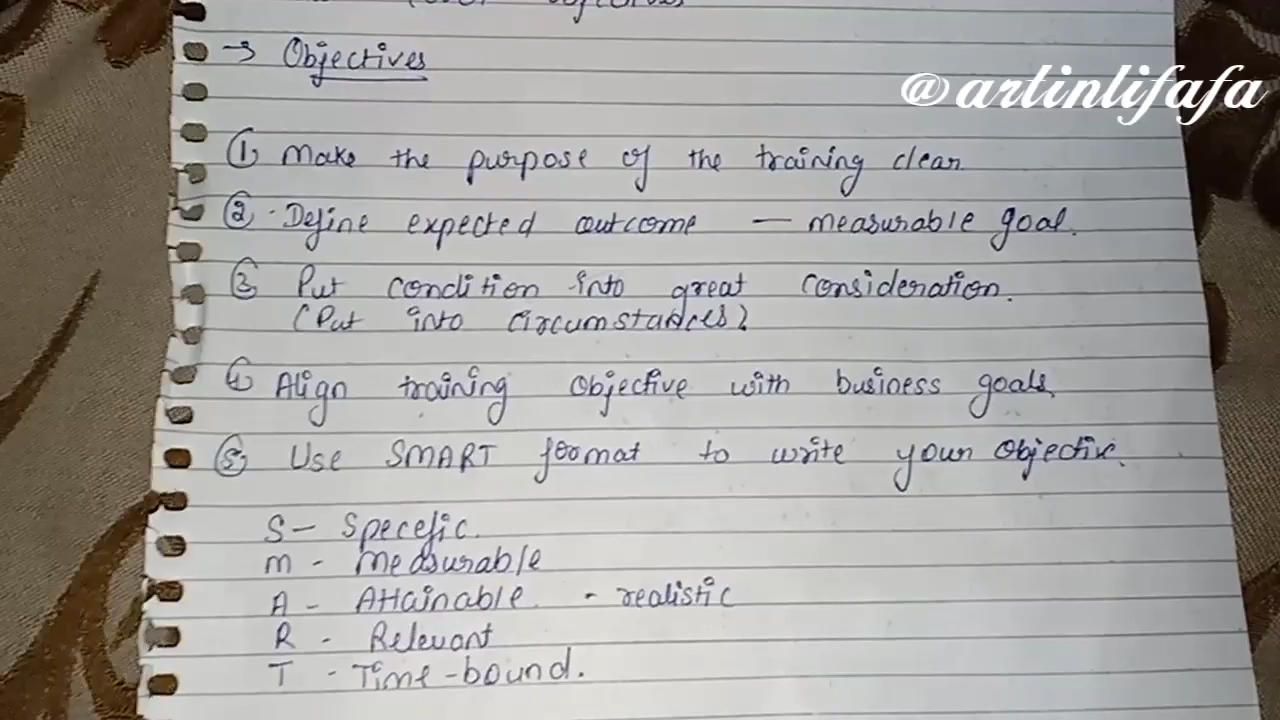 → Objectives
@artinlifafa
① Make the purpose of the training clear
② Define expected outcome — measurable goal.
③ Put condition into great consideration.
(Put into circumstances)
④ Align training objective with business goals
⑤ Use SMART format to write your objective.
S - Specefic.
M - Measurable
A - Attainable - realistic
R - Relevant
T - Time-bound.